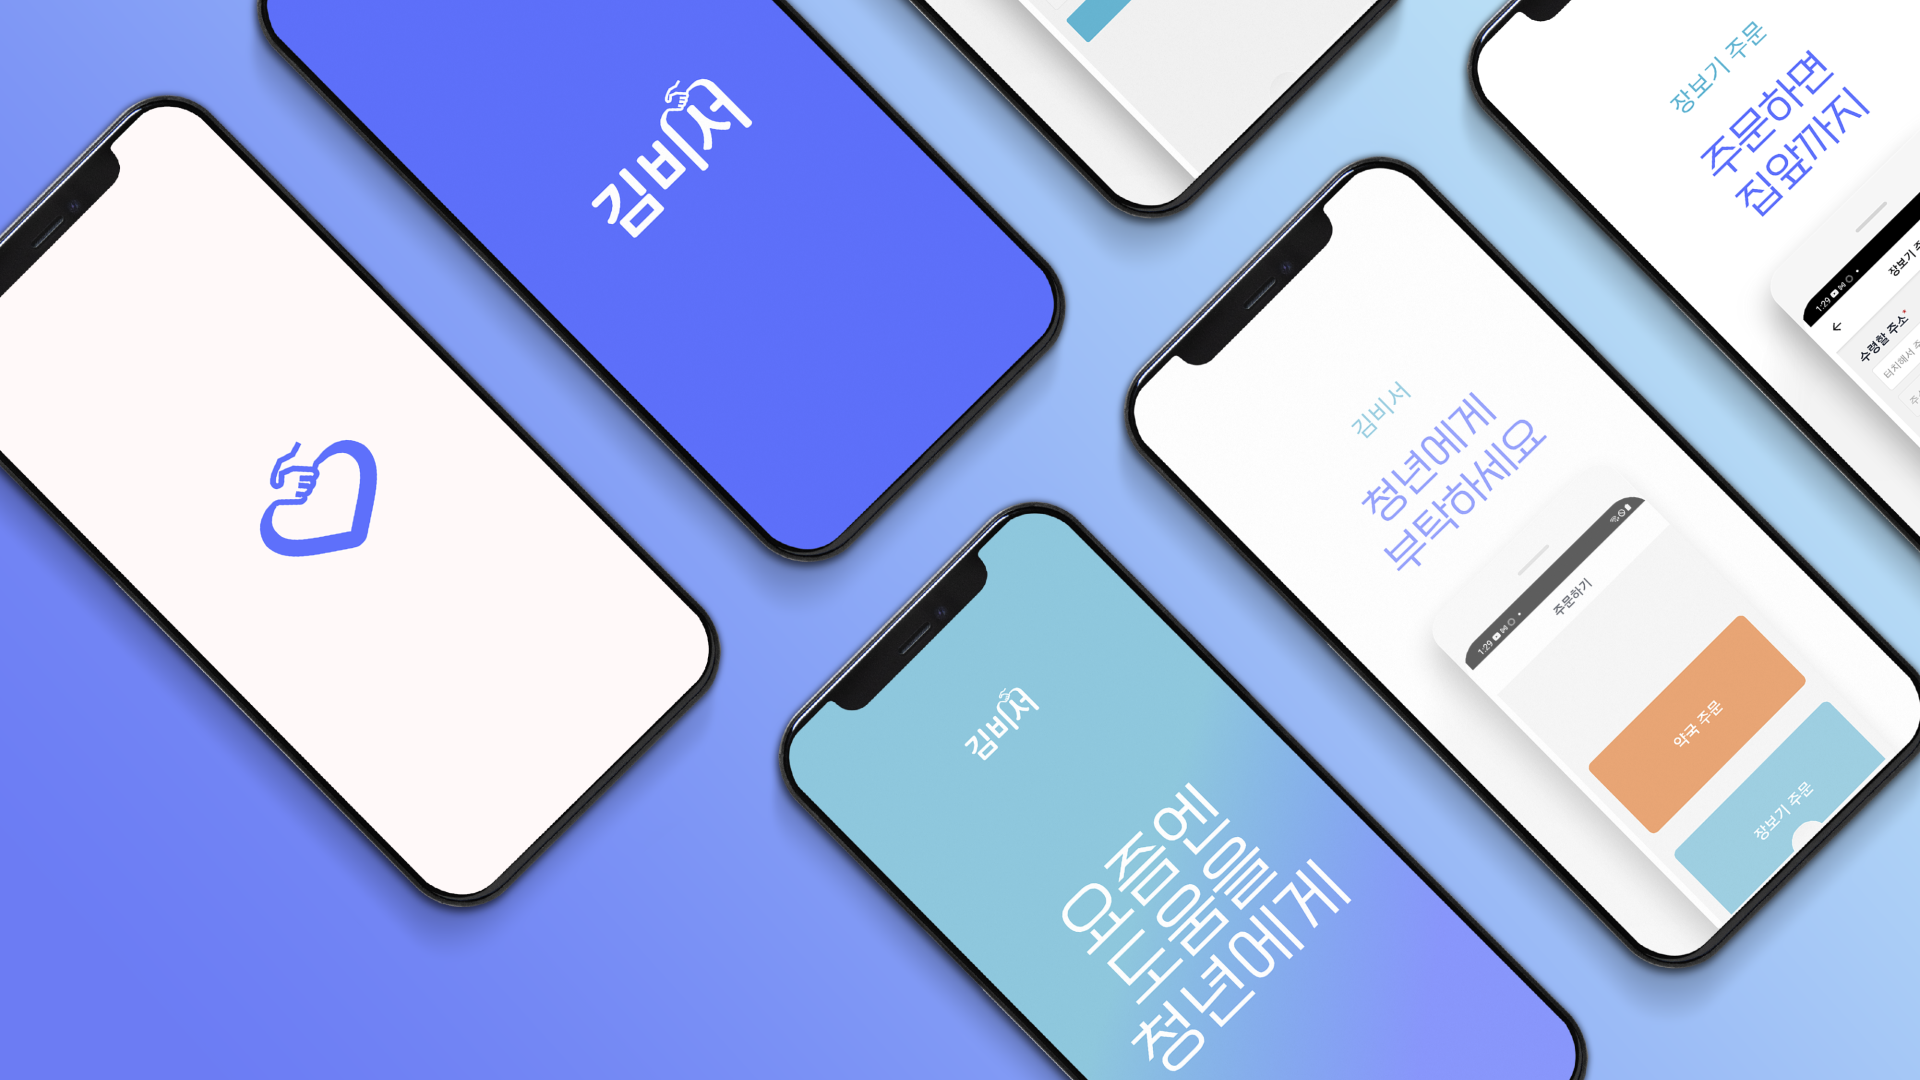 김비서
김비서
요즘엔
도움을
청년에게
김비서
청년에게
부탁하세요
1:29
주문하기
약국 주문
장보기 주문
장보기 주문
주문하면
집앞까지
1:29
장보기 주
수령할 주소*
터치해서 주